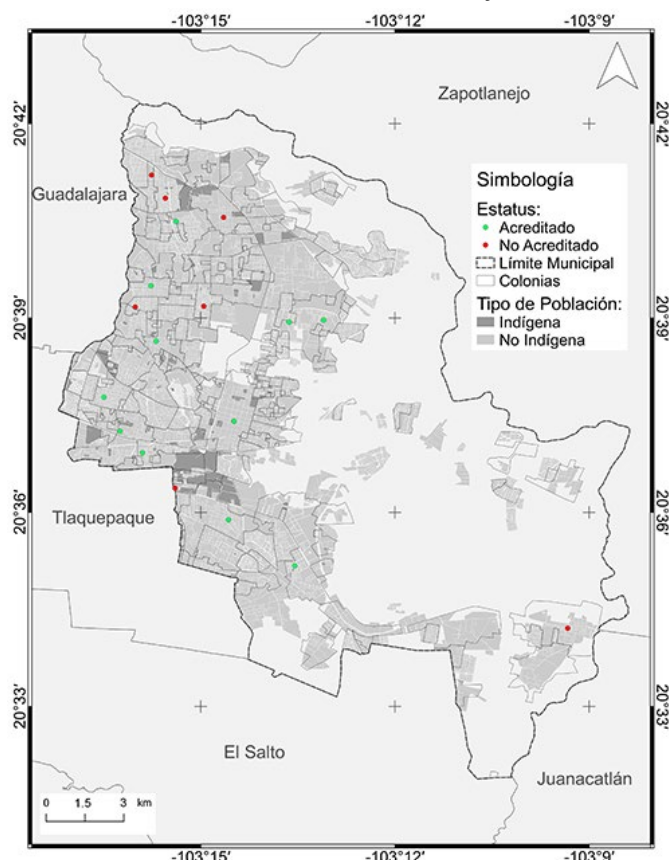 -103°15' -103°12' -103°9'
Zapotlanejo
20°42' 20°42'
Guadalajara
Simbología
Estatus:
Acreditado
No Acreditado
Límite Municipal
Colonias
Tipo de Población:
Indígena
No Indígena
20°39' 20°39'
20°36' 20°36'
Tlaquepaque
20°33' 20°33'
El Salto
Juanacatlán
0 1.5 3 km
-103°15' -103°12' -103°9'